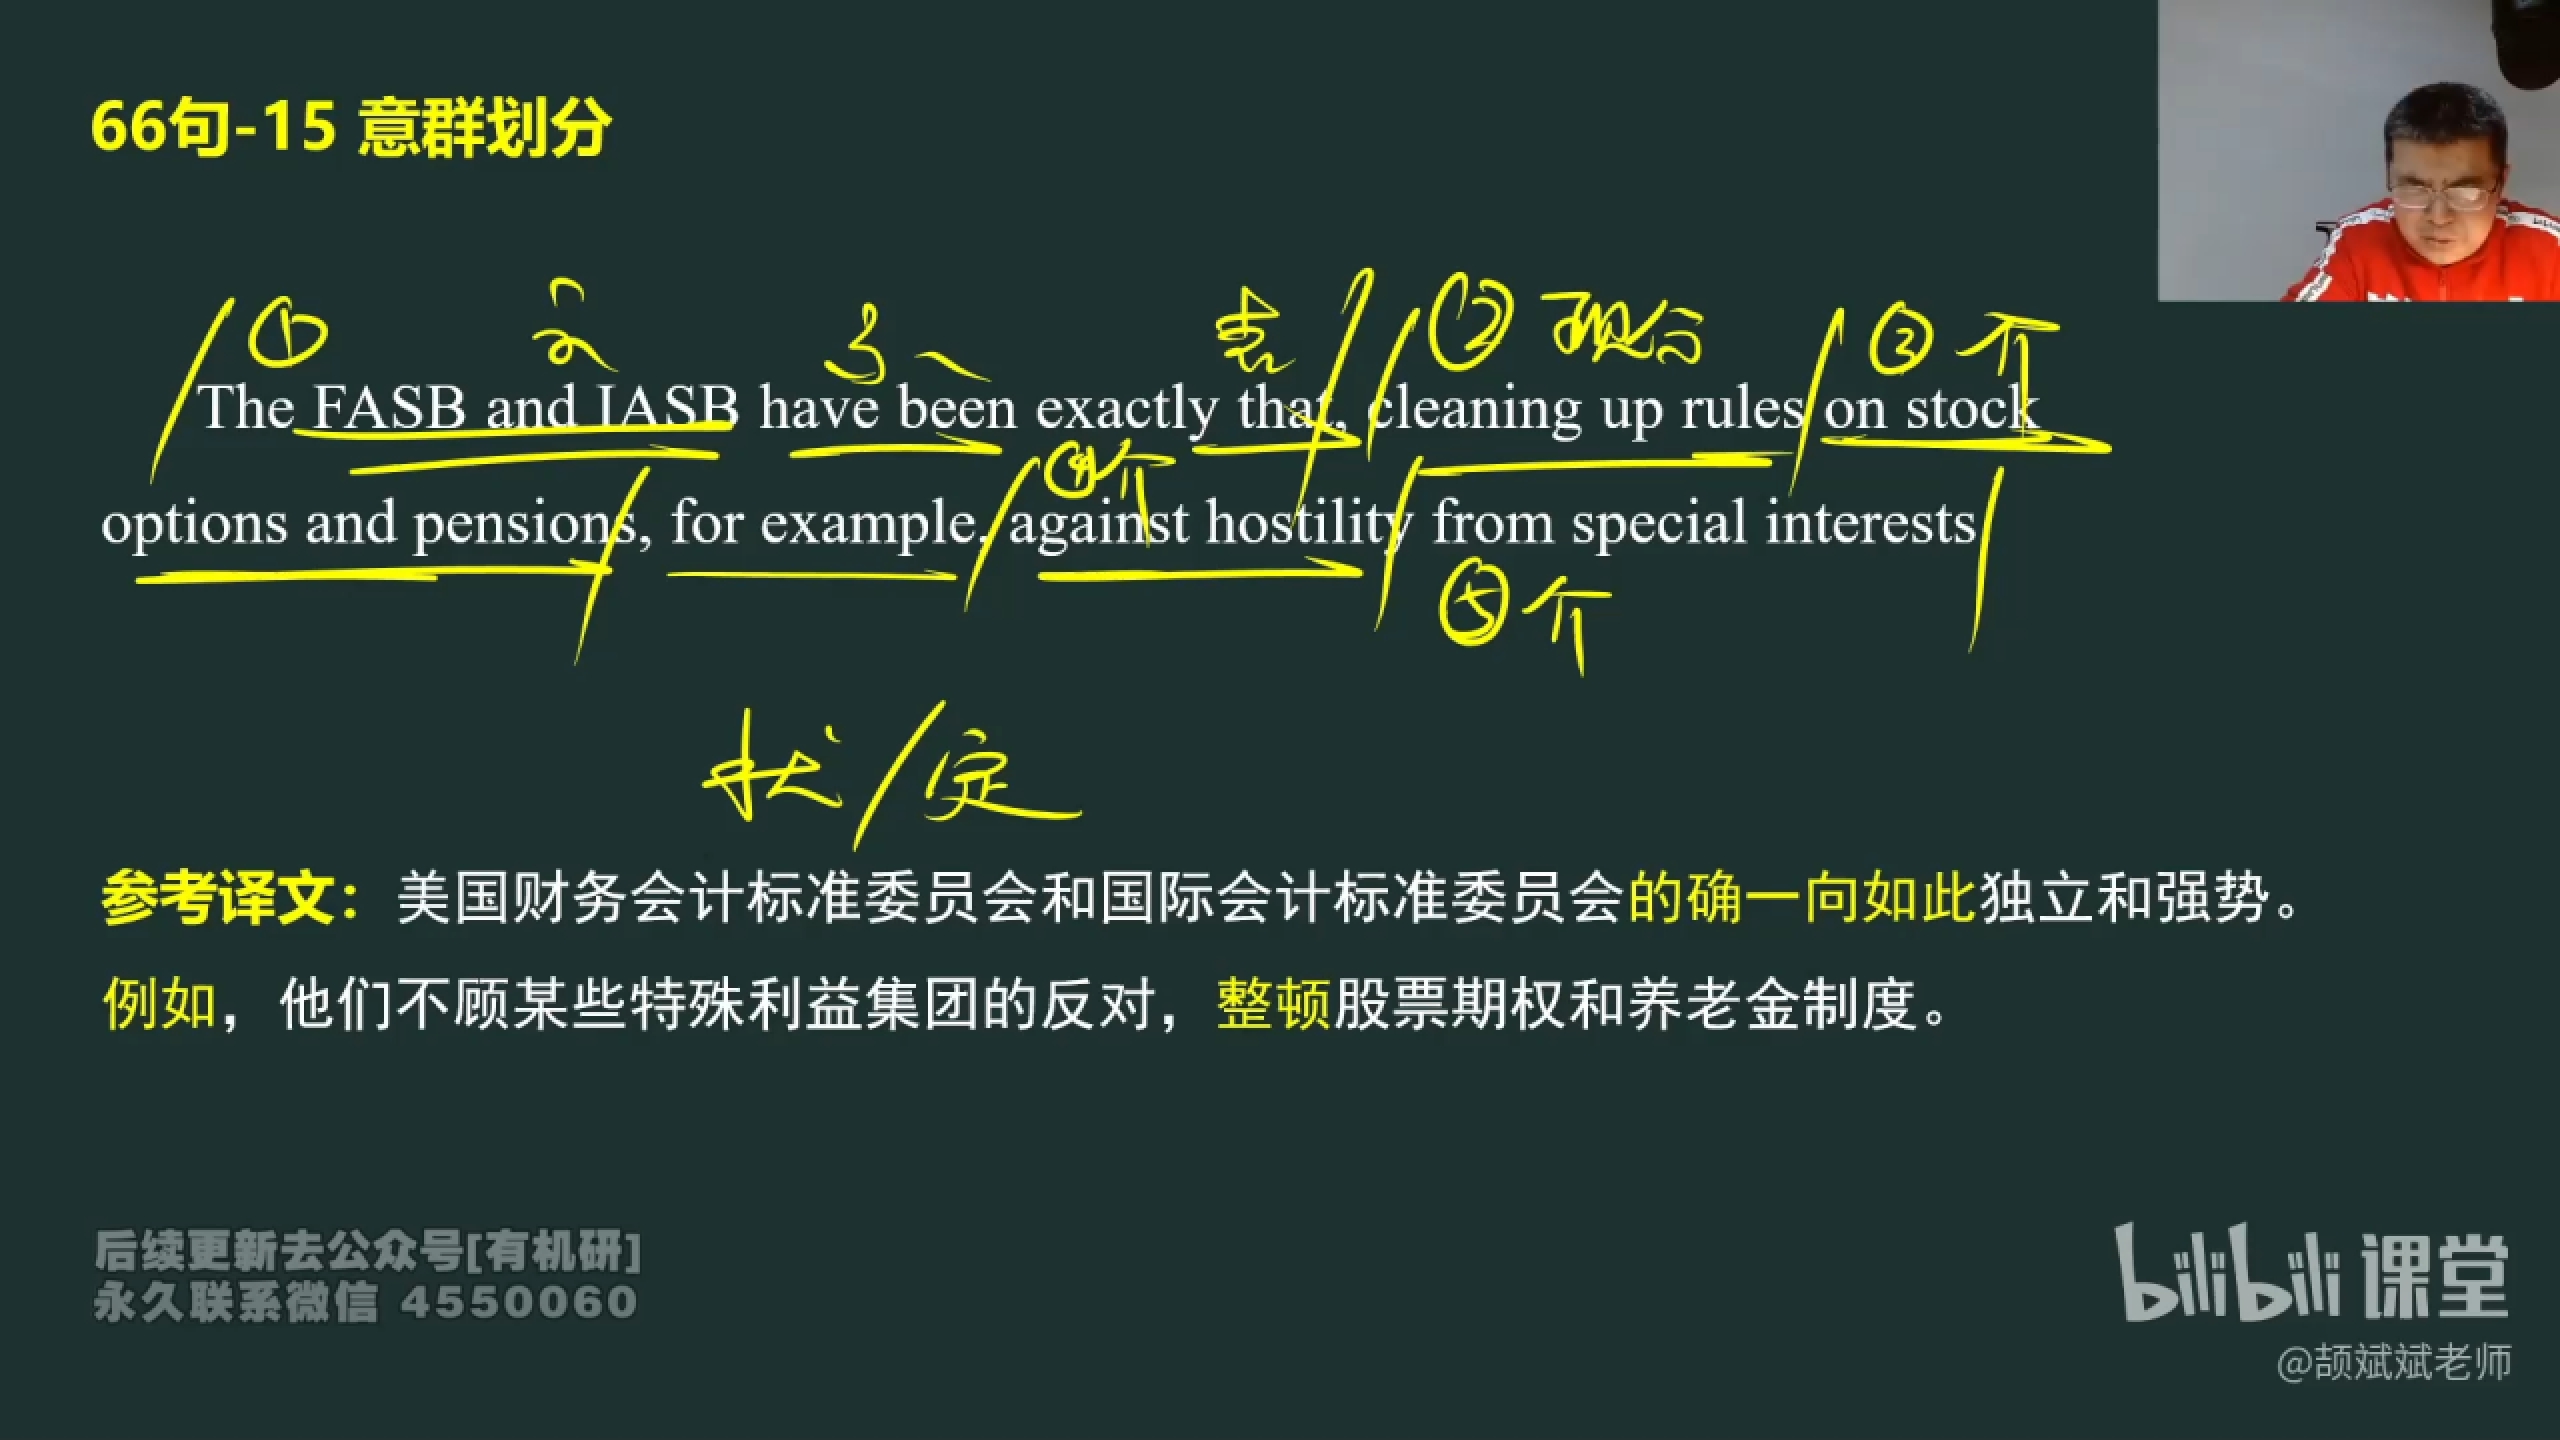 66句-15 意群划分
① 主 系 表 ② 现分 ③ 介
The FASB and IASB have been exactly that, cleaning up rules on stock
④ 介
options and pensions, for example, against hostility from special interests
⑤ 介
状/定
参考译文：美国财务会计标准委员会和国际会计标准委员会的确一向如此独立和强势。
例如，他们不顾某些特殊利益集团的反对，整顿股票期权和养老金制度。
后续更新去公众号[有机研]
永久联系微信 4550060
bilibili 课堂
@颉斌斌老师